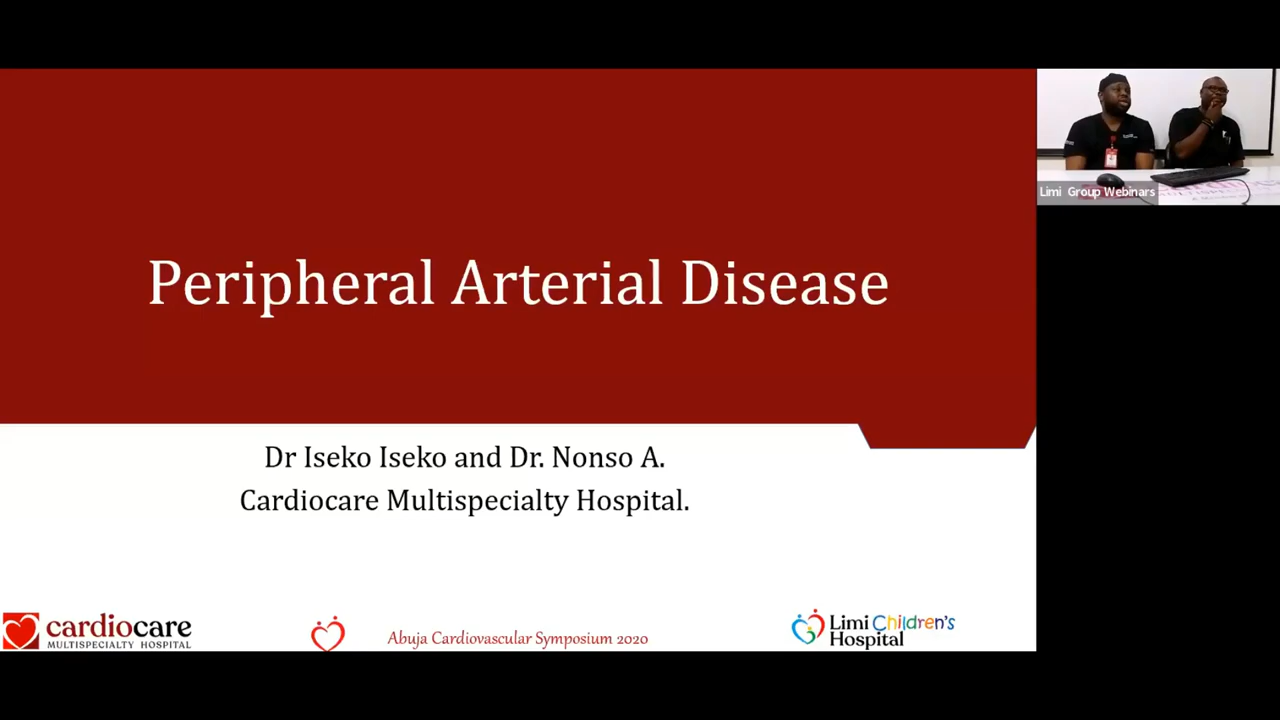 Peripheral Arterial Disease
Dr Iseko Iseko and Dr. Nonso A.
Cardiocare Multispecialty Hospital.
cardiocare
MULTISPECIALTY HOSPITAL
Abuja Cardiovascular Symposium 2020
Limi Children's
Hospital
Limi Group Webinars